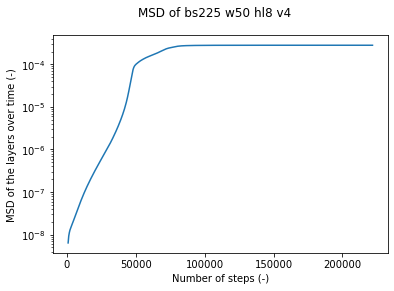 MSD of bs225 w50 hl8 v4
MSD of the layers over time (-)
10⁻⁴
10⁻⁵
10⁻⁶
10⁻⁷
10⁻⁸
0 50000 100000 150000 200000
Number of steps (-)